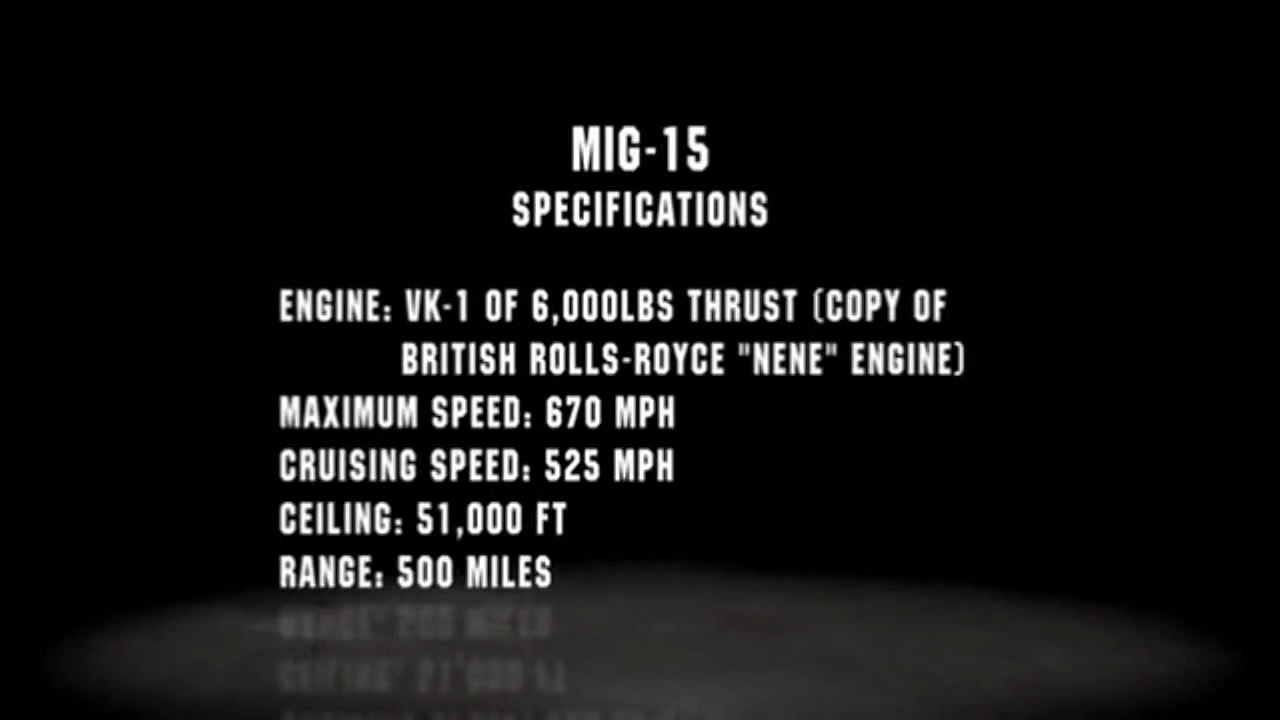 MIG-15
SPECIFICATIONS
ENGINE: VK-1 OF 6,000LBS THRUST (COPY OF
BRITISH ROLLS-ROYCE "NENE" ENGINE)
MAXIMUM SPEED: 670 MPH
CRUISING SPEED: 525 MPH
CEILING: 51,000 FT
RANGE: 500 MILES